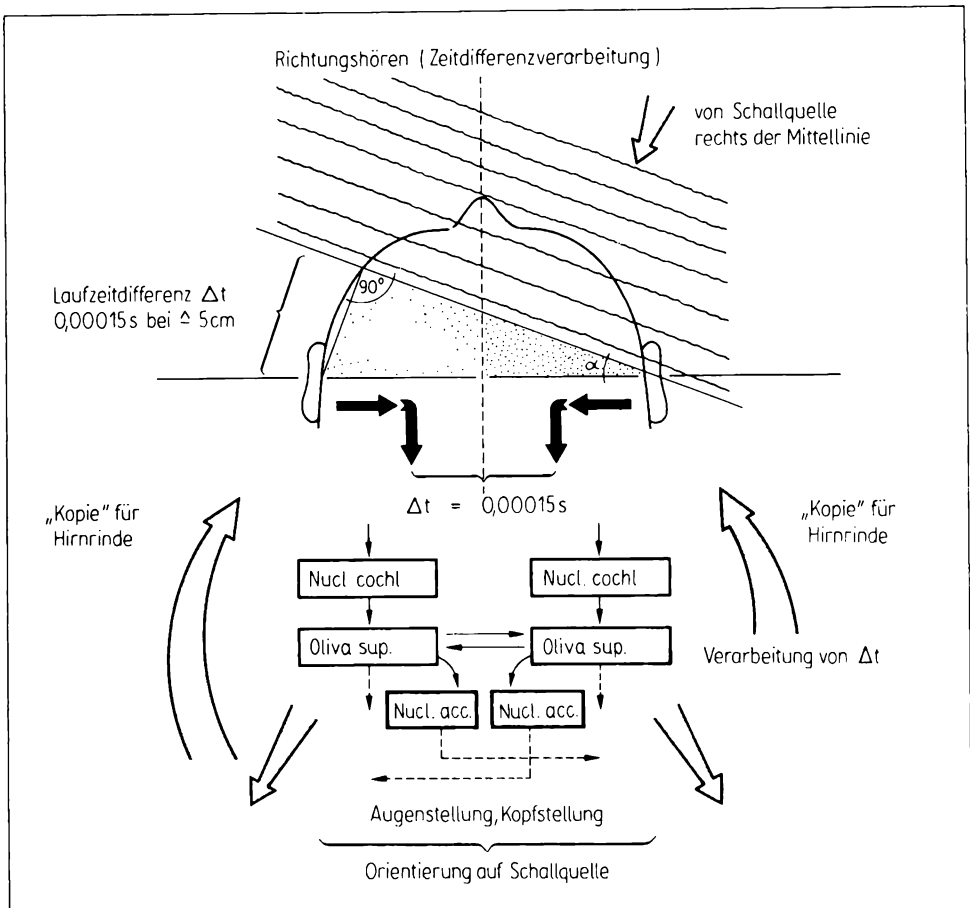 Richtungshören (Zeitdifferenzverarbeitung)
von Schallquelle
rechts der Mittellinie
90°
Laufzeitdifferenz Δt
0,00015s bei ≙ 5cm
α
Δt = 0,00015s
„Kopie" für
Hirnrinde
„Kopie" für
Hirnrinde
Nucl cochl
Nucl. cochl
Oliva sup.
Oliva sup.
Verarbeitung von Δt
Nucl. acc.
Nucl. acc.
Augenstellung, Kopfstellung
Orientierung auf Schallquelle